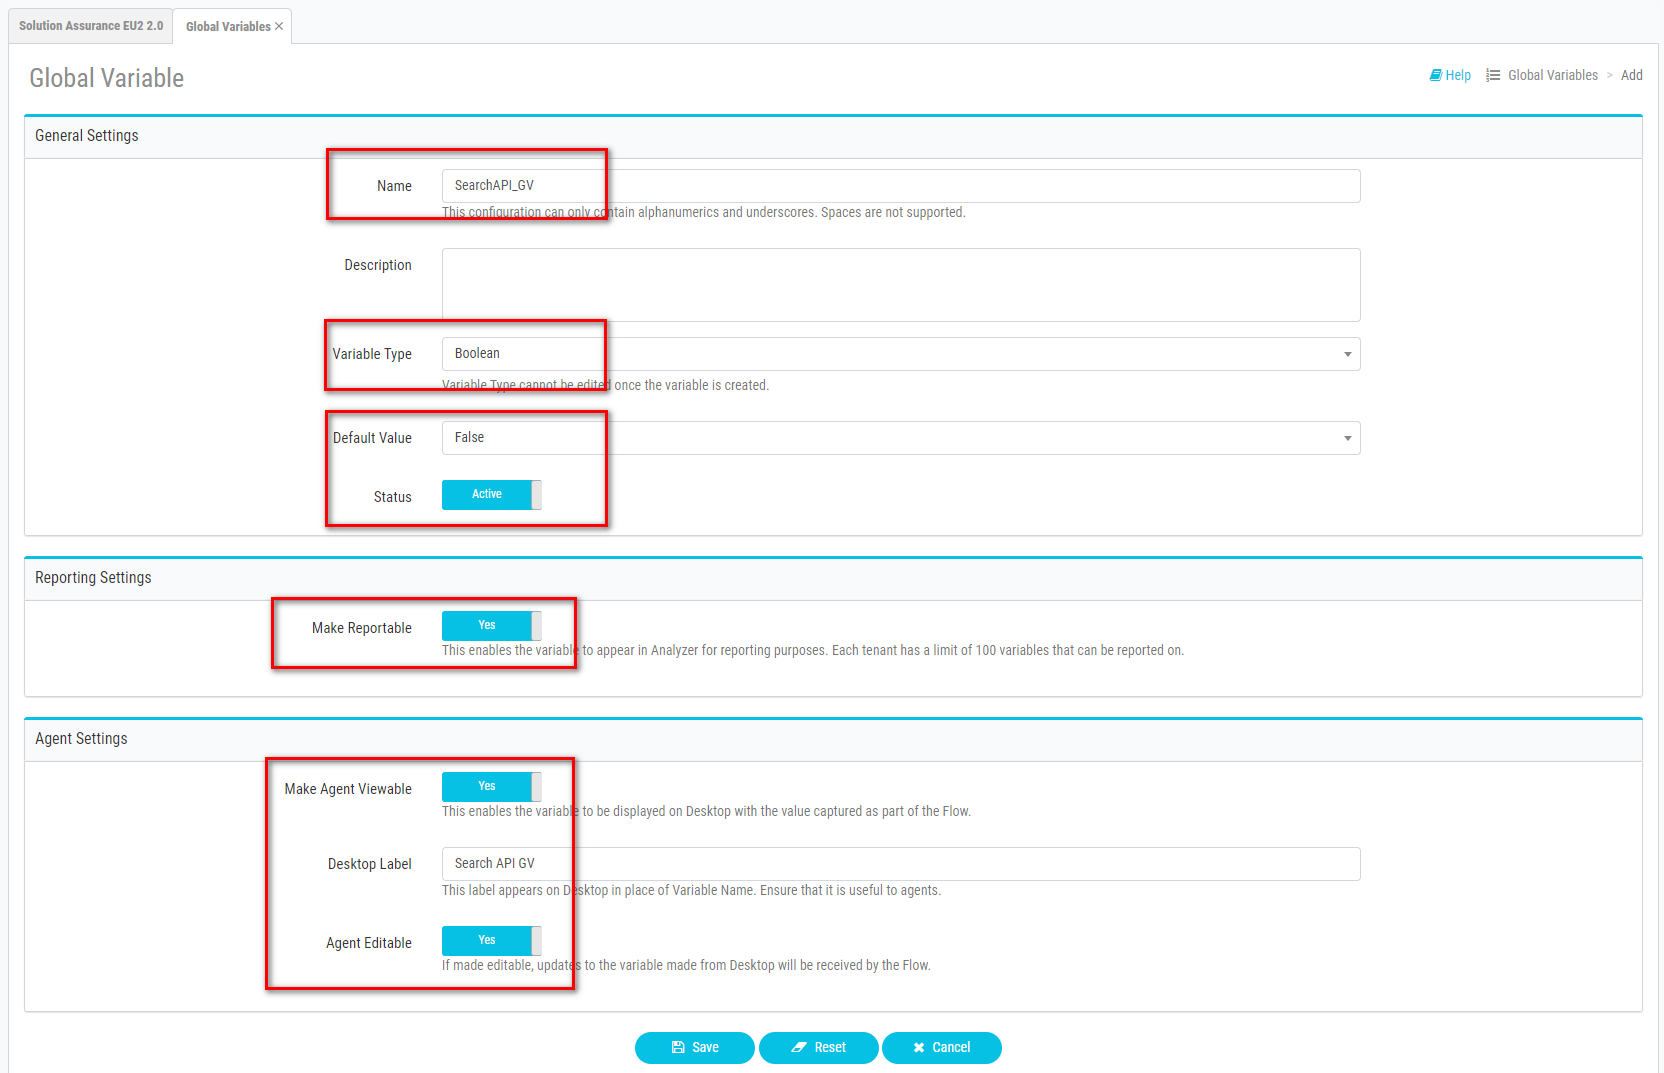 Solution Assurance EU2 2.0
Global Variables ×
Global Variable
Help Global Variables > Add
General Settings
Name SearchAPI_GV
This configuration can only contain alphanumerics and underscores. Spaces are not supported.
Description
Variable Type Boolean
Variable Type cannot be edited once the variable is created.
Default Value False
Status Active
Reporting Settings
Make Reportable Yes
This enables the variable to appear in Analyzer for reporting purposes. Each tenant has a limit of 100 variables that can be reported on.
Agent Settings
Make Agent Viewable Yes
This enables the variable to be displayed on Desktop with the value captured as part of the Flow.
Desktop Label Search API GV
This label appears on Desktop in place of Variable Name. Ensure that it is useful to agents.
Agent Editable Yes
If made editable, updates to the variable made from Desktop will be received by the Flow.
Save Reset Cancel